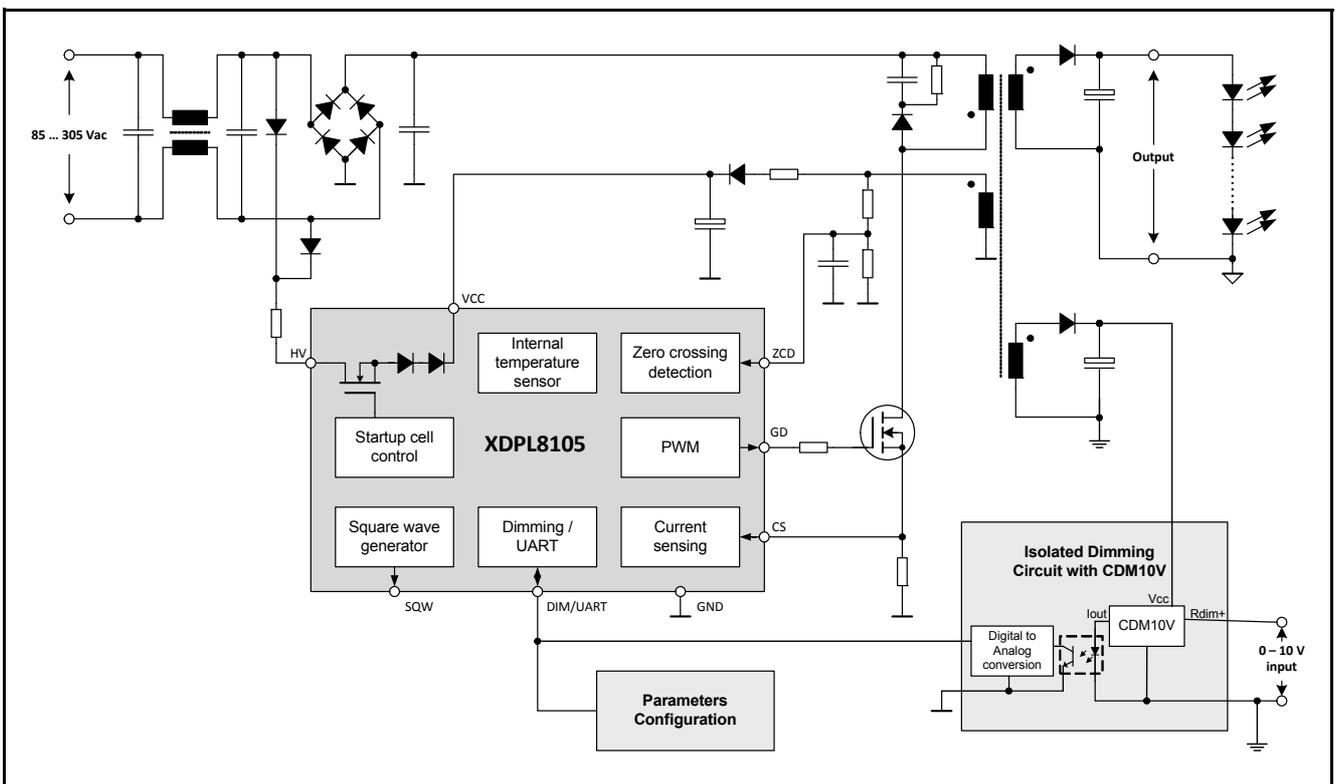 85 ... 305 Vac
Output
VCC
HV
Internal
temperature
sensor
Zero crossing
detection
ZCD
Startup cell
control
XDPL8105
PWM
GD
Square wave
generator
Dimming /
UART
Current
sensing
CS
SQW
DIM/UART
GND
Isolated Dimming
Circuit with CDM10V
Vcc
Iout
Rdim+
CDM10V
Digital to
Analog
conversion
0 – 10 V
input
Parameters
Configuration